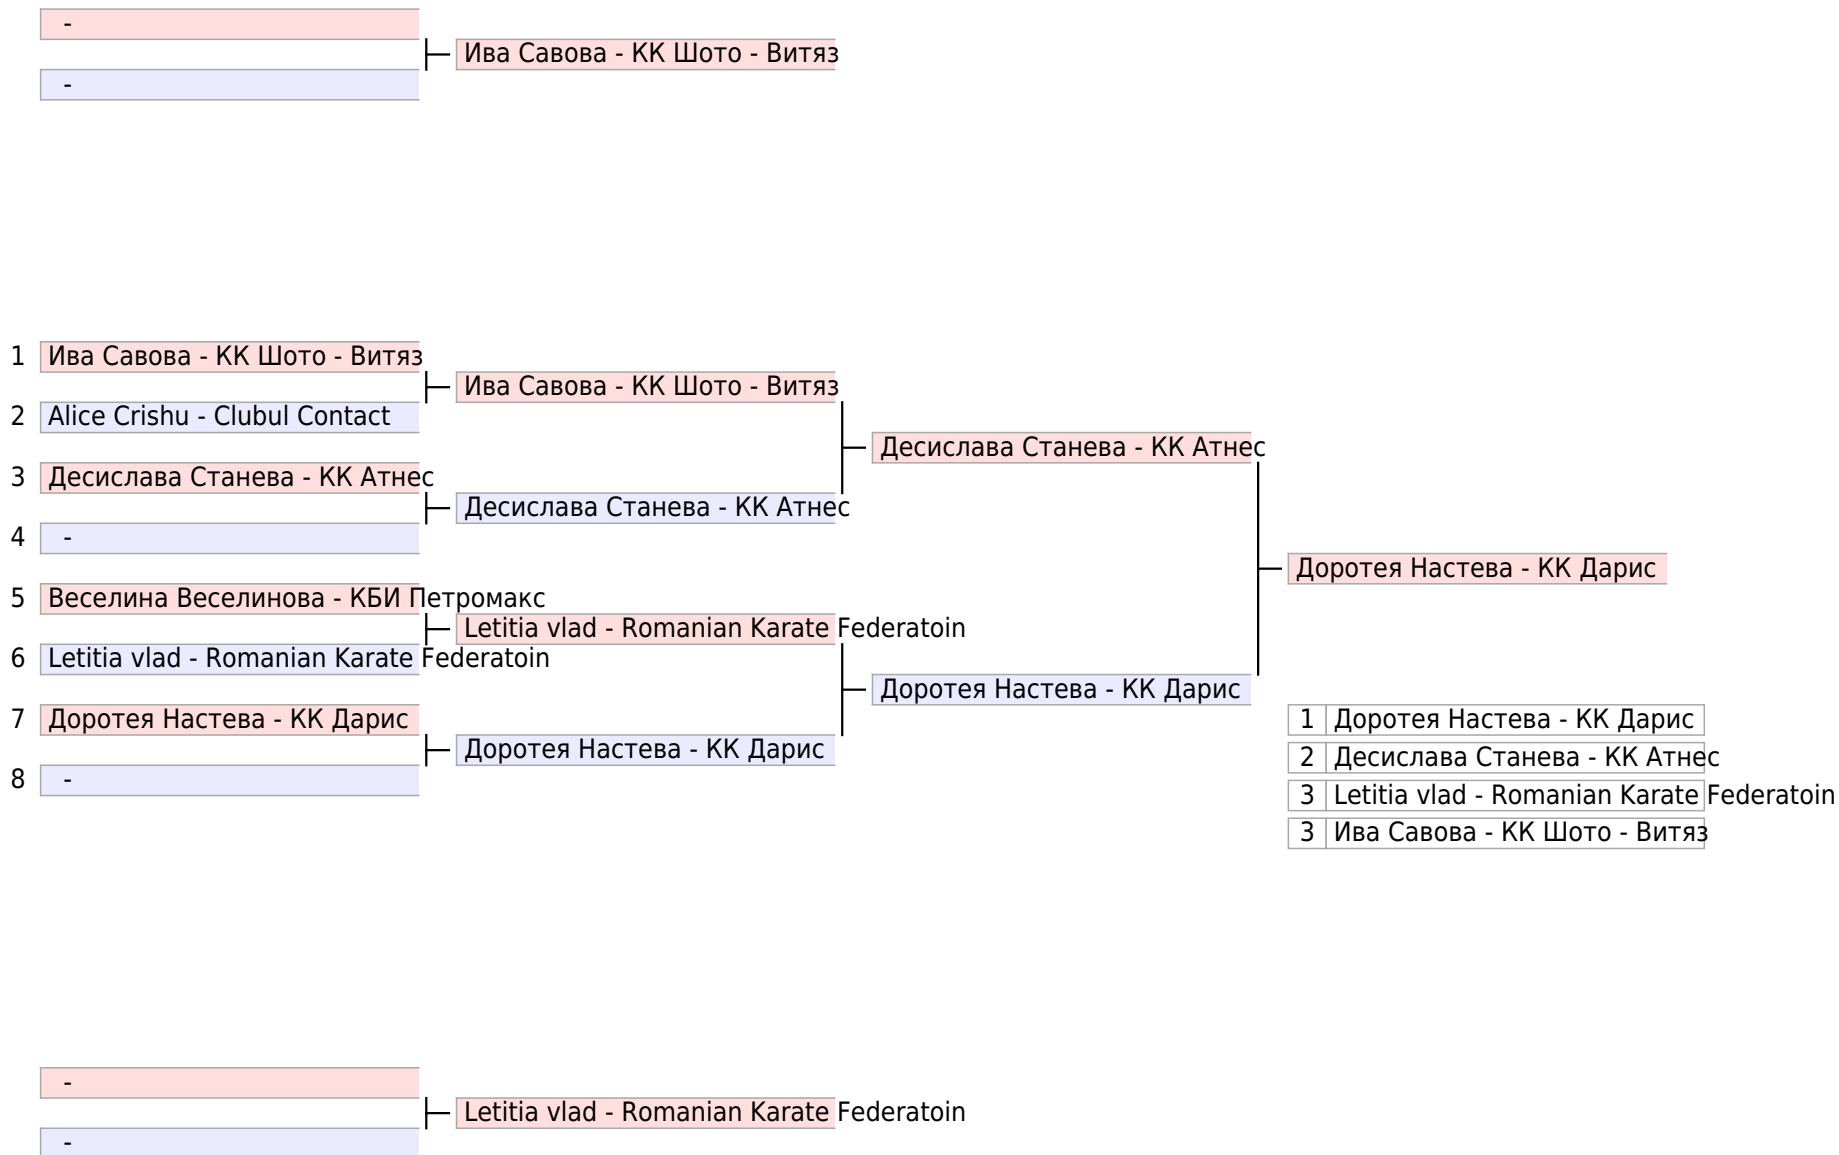 -
Ива Савова - КК Шото - Витяз
-
1 Ива Савова - КК Шото - Витяз
Ива Савова - КК Шото - Витяз
2 Alice Crishu - Clubul Contact
Десислава Станева - КК Атнес
3 Десислава Станева - КК Атнес
Десислава Станева - КК Атнес
4 -
Доротея Настева - КК Дарис
5 Веселина Веселинова - КБИ Петромакс
Letitia vlad - Romanian Karate Federatoin
6 Letitia vlad - Romanian Karate Federatoin
Доротея Настева - КК Дарис
7 Доротея Настева - КК Дарис
1 Доротея Настева - КК Дарис
Доротея Настева - КК Дарис
2 Десислава Станева - КК Атнес
8 -
3 Letitia vlad - Romanian Karate Federatoin
3 Ива Савова - КК Шото - Витяз
-
Letitia vlad - Romanian Karate Federatoin
-